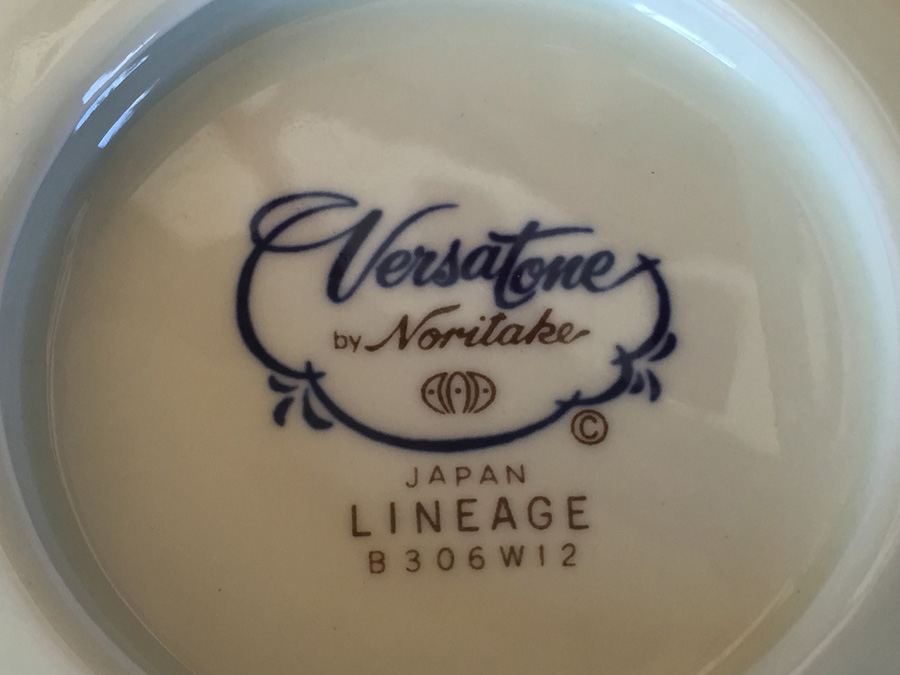 Versatone
by Noritake
©
JAPAN
LINEAGE
B306W12